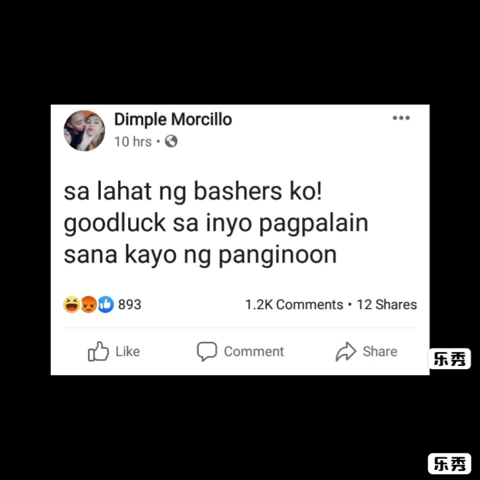 Dimple Morcillo
10 hrs •
sa lahat ng bashers ko!
goodluck sa inyo pagpalain
sana kayo ng panginoon
893
1.2K Comments • 12 Shares
Like Comment Share
乐秀
乐秀